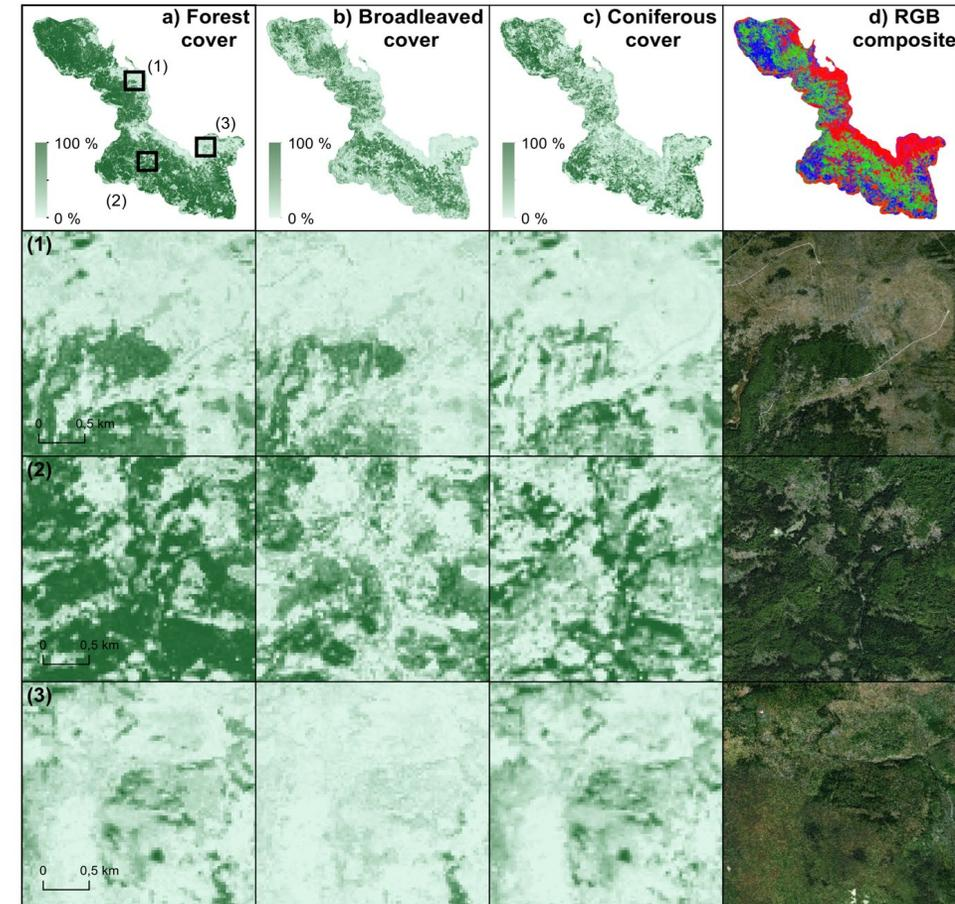 a) Forest
cover
b) Broadleaved
cover
c) Coniferous
cover
d) RGB
composite
(1)
(3)
(2)
100 %
0 %
100 %
0 %
100 %
0 %
(1)
0 0,5 km
(2)
0 0,5 km
(3)
0 0,5 km